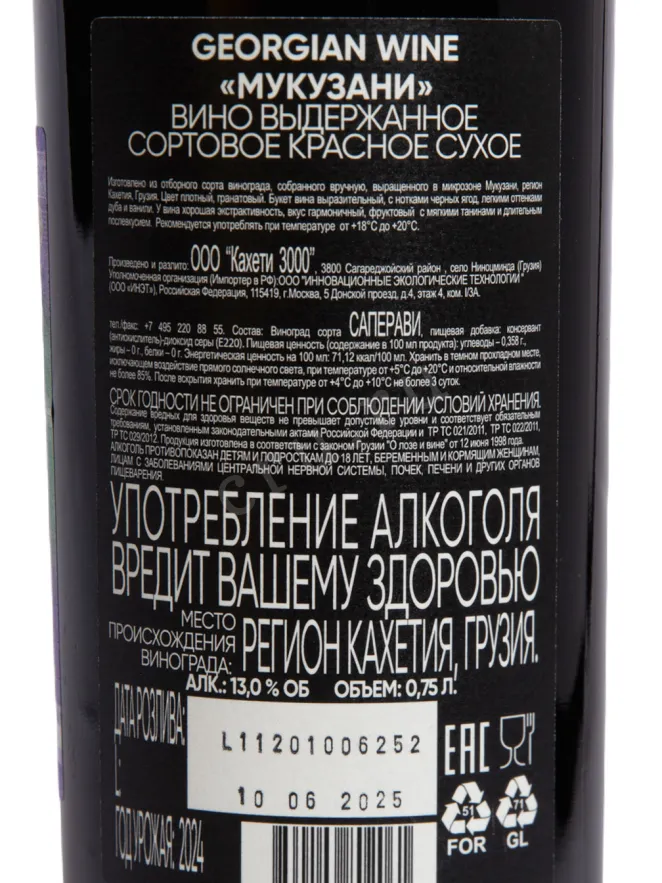 GEORGIAN WINE
«МУКУЗАНИ»
ВИНО ВЫДЕРЖАННОЕ
СОРТОВОЕ КРАСНОЕ СУХОЕ
Изготовлено из отборного сорта винограда, собранного вручную, выращенного в микрозоне Мукузани, регион
Кахетия, Грузия. Цвет плотный, гранатовый. Букет вина выразительный, с нотками черных ягод, легкими оттенками
дуба и ванили. У вина хорошая экстрактивность, вкус гармоничный, фруктовый с мягкими танинами и длительным
послевкусием. Рекомендуется употреблять при температуре от +18°С до +20°С.
Произведено и разлито: ООО "Кахети 3000", 3800 Сагареджойский район, село Ниноцминда (Грузия)
Уполномоченная организация (Импортер в РФ):ООО "ИННОВАЦИОННЫЕ ЭКОЛОГИЧЕСКИЕ ТЕХНОЛОГИИ"
(ООО «ИНЭТ»), Российская Федерация, 115419, г.Москва, 5 Донской проезд, д.4, этаж 4, ком. I/3А.
тел./факс: +7 495 220 88 55. Состав: Виноград сорта САПЕРАВИ, пищевая добавка: консервант
(антиокислитель)-диоксид серы (Е220). Пищевая ценность (содержание в 100 мл продукта): углеводы – 0,358 г.,
жиры – 0 г., белки – 0 г. Энергетическая ценность на 100 мл: 71,12 ккал/100 мл. Хранить в темном прохладном месте,
исключающем воздействие прямого солнечного света, при температуре от +5°С до +20°С и относительной влажности
не более 85%. После вскрытия хранить при температуре от +4°С до +10°С не более 3 суток.
СРОК ГОДНОСТИ НЕ ОГРАНИЧЕН ПРИ СОБЛЮДЕНИИ УСЛОВИЙ ХРАНЕНИЯ.
Содержание вредных для здоровья веществ не превышает допустимые уровни и соответствует обязательным
требованиям, установленным законодательными актами Российской Федерации и ТР ТС 021/2011, ТР ТС 022/2011,
ТР ТС 029/2012. Продукция изготовлена в соответствии с законом Грузии "О лозе и вине" от 12 июня 1998 года.
АЛКОГОЛЬ ПРОТИВОПОКАЗАН ДЕТЯМ И ПОДРОСТКАМ ДО 18 ЛЕТ, БЕРЕМЕННЫМ И КОРМЯЩИМ ЖЕНЩИНАМ,
ЛИЦАМ С ЗАБОЛЕВАНИЯМИ ЦЕНТРАЛЬНОЙ НЕРВНОЙ СИСТЕМЫ, ПОЧЕК, ПЕЧЕНИ И ДРУГИХ ОРГАНОВ
ПИЩЕВАРЕНИЯ.
УПОТРЕБЛЕНИЕ АЛКОГОЛЯ
ВРЕДИТ ВАШЕМУ ЗДОРОВЬЮ
МЕСТО
ПРОИСХОЖДЕНИЯ
ВИНОГРАДА: РЕГИОН КАХЕТИЯ, ГРУЗИЯ.
АЛК.: 13,0 % ОБ ОБЪЕМ: 0,75 Л.
ДАТА РОЗЛИВА:
L:
L11201006252
10 06 2025
ГОД УРОЖАЯ: 2024
EAC
51
FOR
71
GL